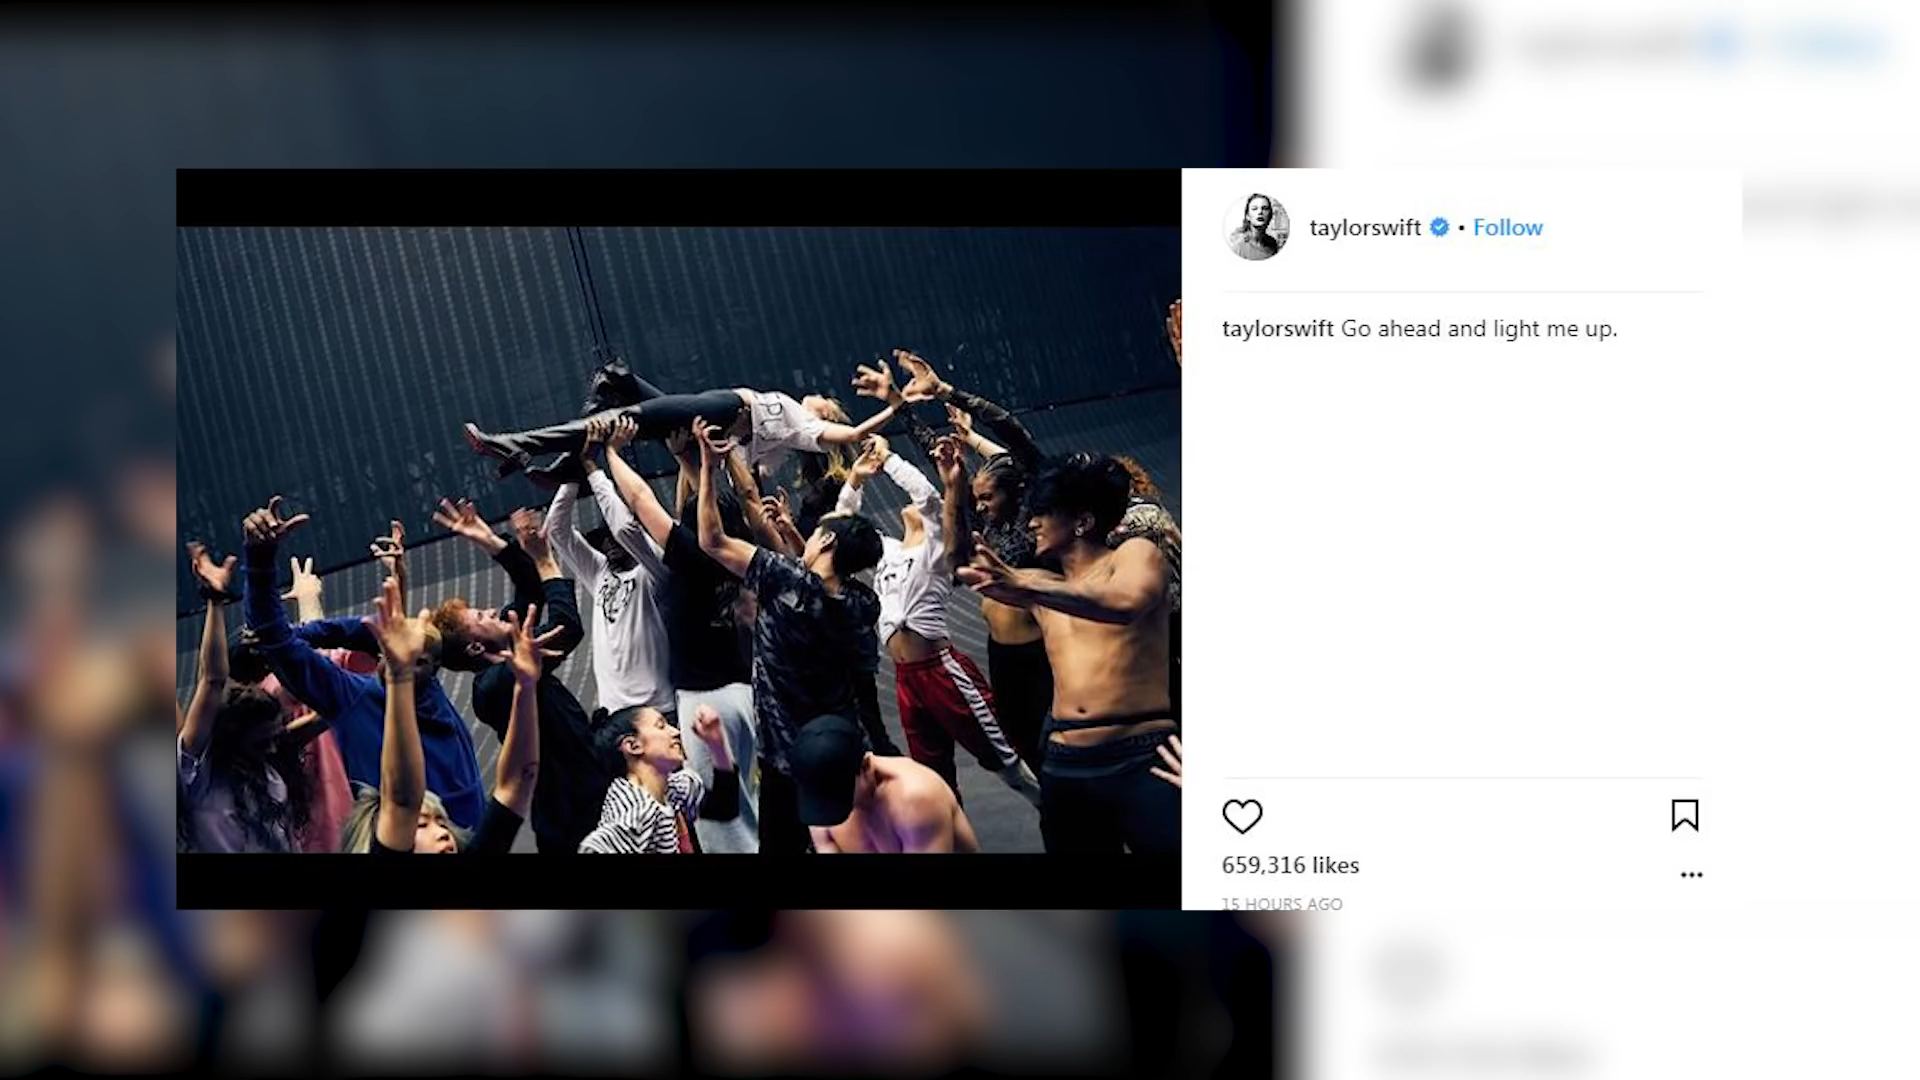 taylorswift • Follow
taylorswift Go ahead and light me up.
659,316 likes
15 HOURS AGO